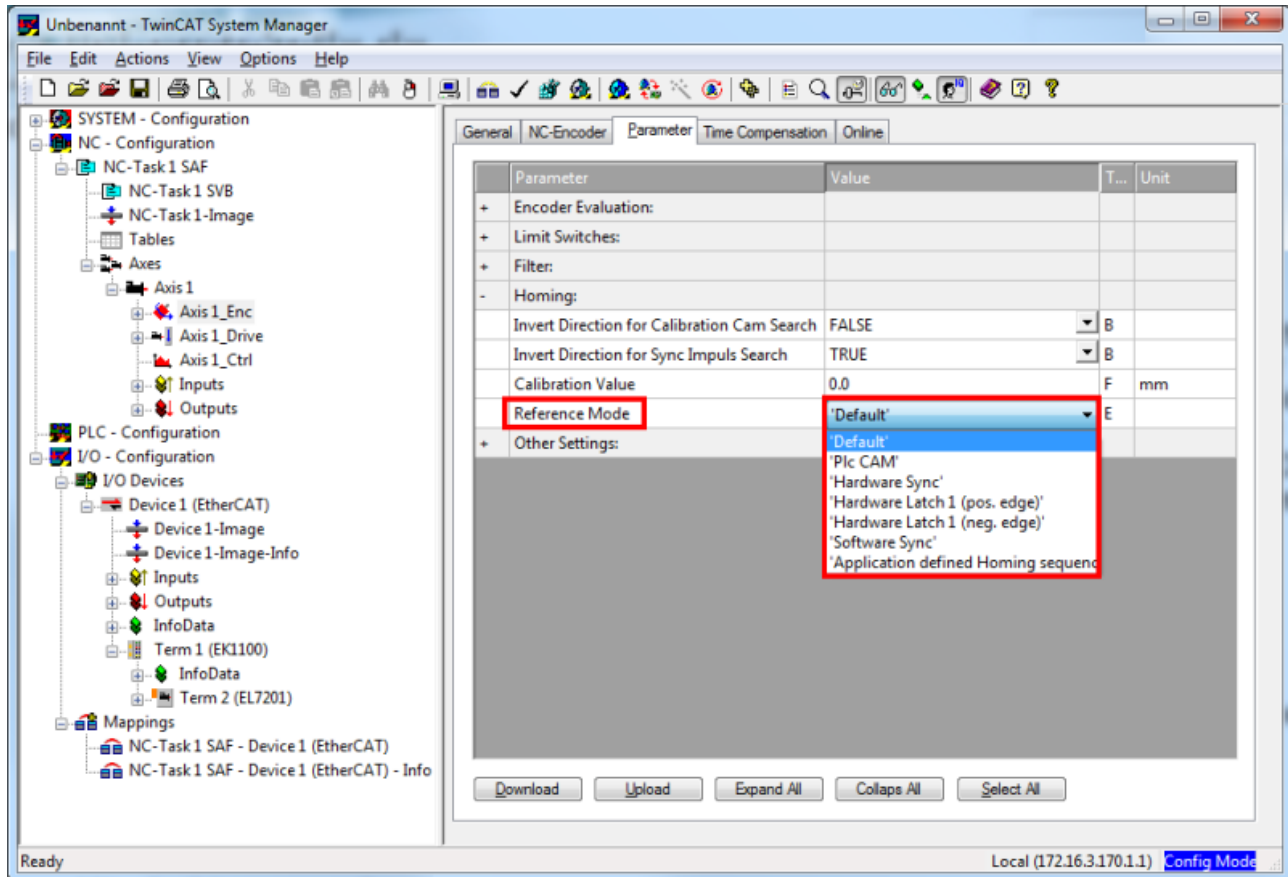 Unbenannt - TwinCAT System Manager
File Edit Actions View Options Help
SYSTEM - Configuration
NC - Configuration
NC-Task 1 SAF
NC-Task 1 SVB
NC-Task 1-Image
Tables
Axes
Axis 1
Axis 1_Enc
Axis 1_Drive
Axis 1_Ctrl
Inputs
Outputs
PLC - Configuration
I/O - Configuration
I/O Devices
Device 1 (EtherCAT)
Device 1-Image
Device 1-Image-Info
Inputs
Outputs
InfoData
Term 1 (EK1100)
InfoData
Term 2 (EL7201)
Mappings
NC-Task 1 SAF - Device 1 (EtherCAT)
NC-Task 1 SAF - Device 1 (EtherCAT) - Info
General NC-Encoder Parameter Time Compensation Online
Parameter Value T... Unit
+ Encoder Evaluation:
+ Limit Switches:
+ Filter:
- Homing:
Invert Direction for Calibration Cam Search FALSE B
Invert Direction for Sync Impuls Search TRUE B
Calibration Value 0.0 F mm
Reference Mode 'Default' E
+ Other Settings:
'Default'
'Plc CAM'
'Hardware Sync'
'Hardware Latch 1 (pos. edge)'
'Hardware Latch 1 (neg. edge)'
'Software Sync'
'Application defined Homing sequenc
Download Upload Expand All Collaps All Select All
Ready Local (172.16.3.170.1.1) Config Mode